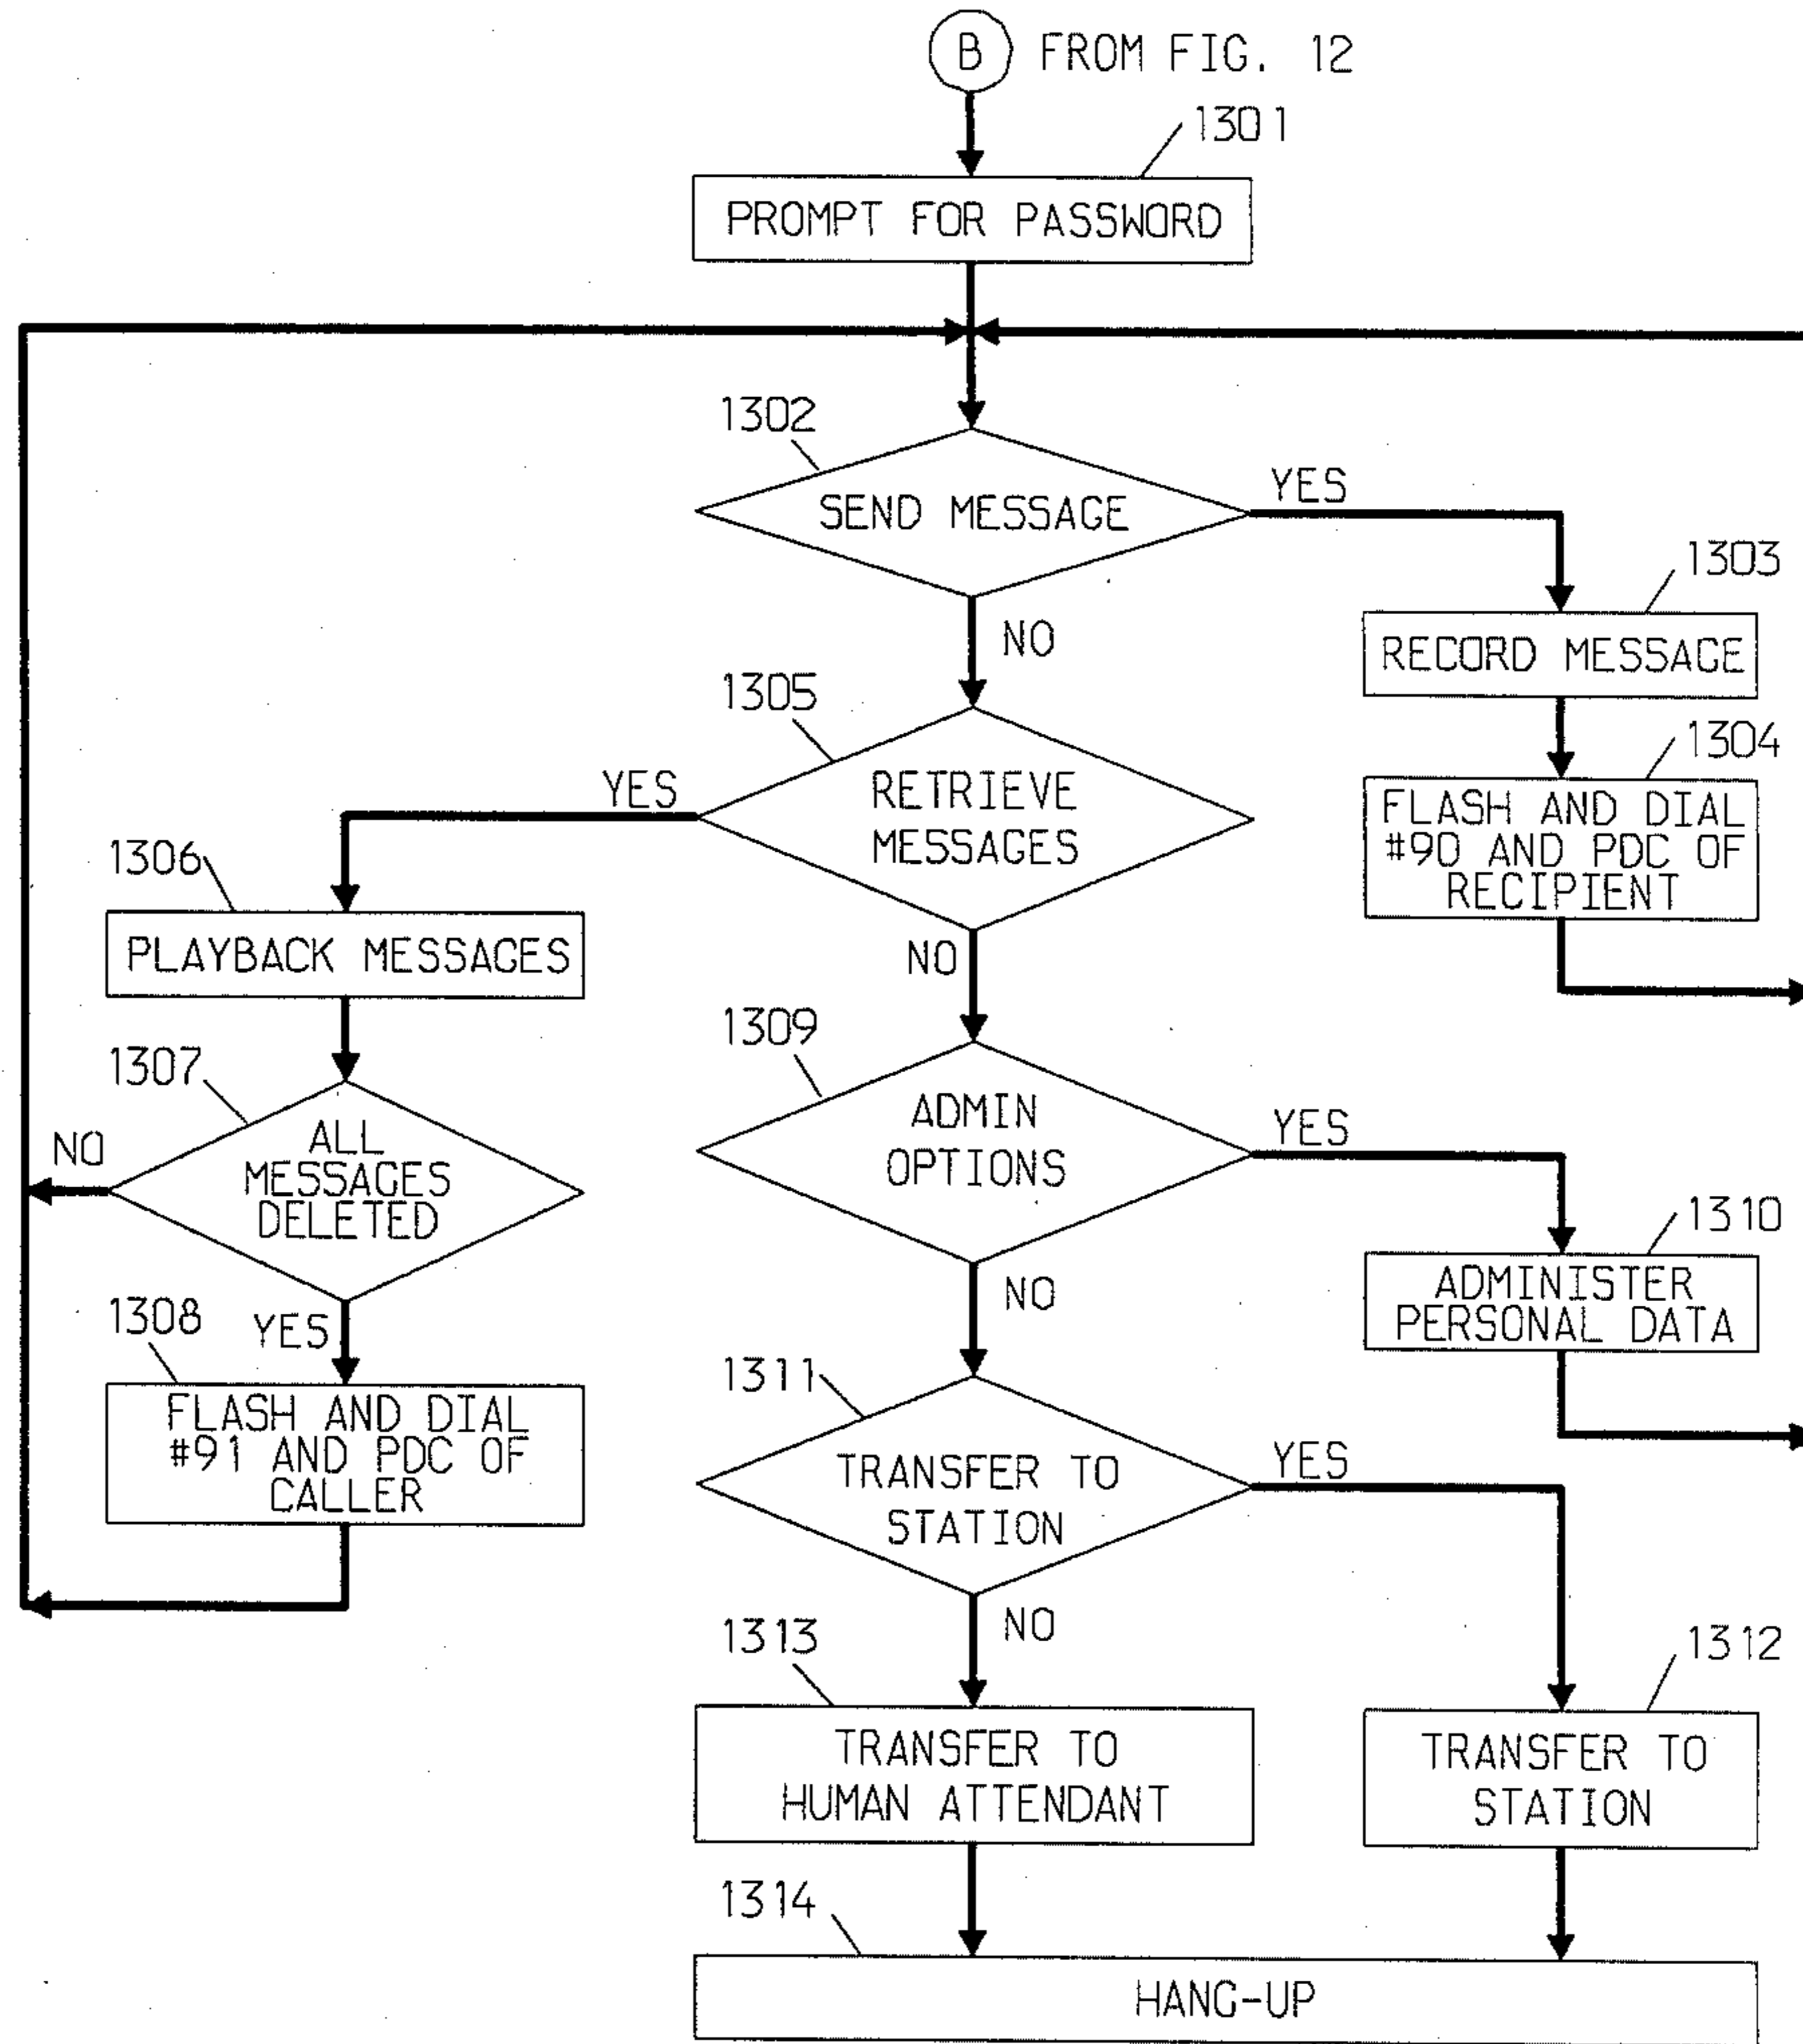 B FROM FIG. 12
1301
PROMPT FOR PASSWORD
1302
SEND MESSAGE
YES
NO
1303
RECORD MESSAGE
1304
FLASH AND DIAL
#90 AND PDC OF
RECIPIENT
1305
RETRIEVE
MESSAGES
YES
NO
1306
PLAYBACK MESSAGES
1307
ALL
MESSAGES
DELETED
NO
YES
1308
FLASH AND DIAL
#91 AND PDC OF
CALLER
1309
ADMIN
OPTIONS
YES
NO
1310
ADMINISTER
PERSONAL DATA
1311
TRANSFER TO
STATION
YES
NO
1313
TRANSFER TO
HUMAN ATTENDANT
1312
TRANSFER TO
STATION
1314
HANG-UP